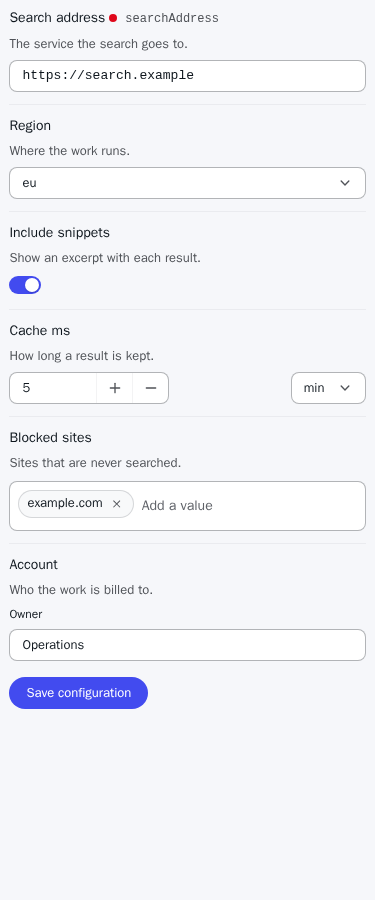 Search address searchAddress
The service the search goes to.
https://search.example
Region
Where the work runs.
eu
Include snippets
Show an excerpt with each result.
Cache ms
How long a result is kept.
5 min
Blocked sites
Sites that are never searched.
example.com Add a value
Account
Who the work is billed to.
Owner
Operations
Save configuration